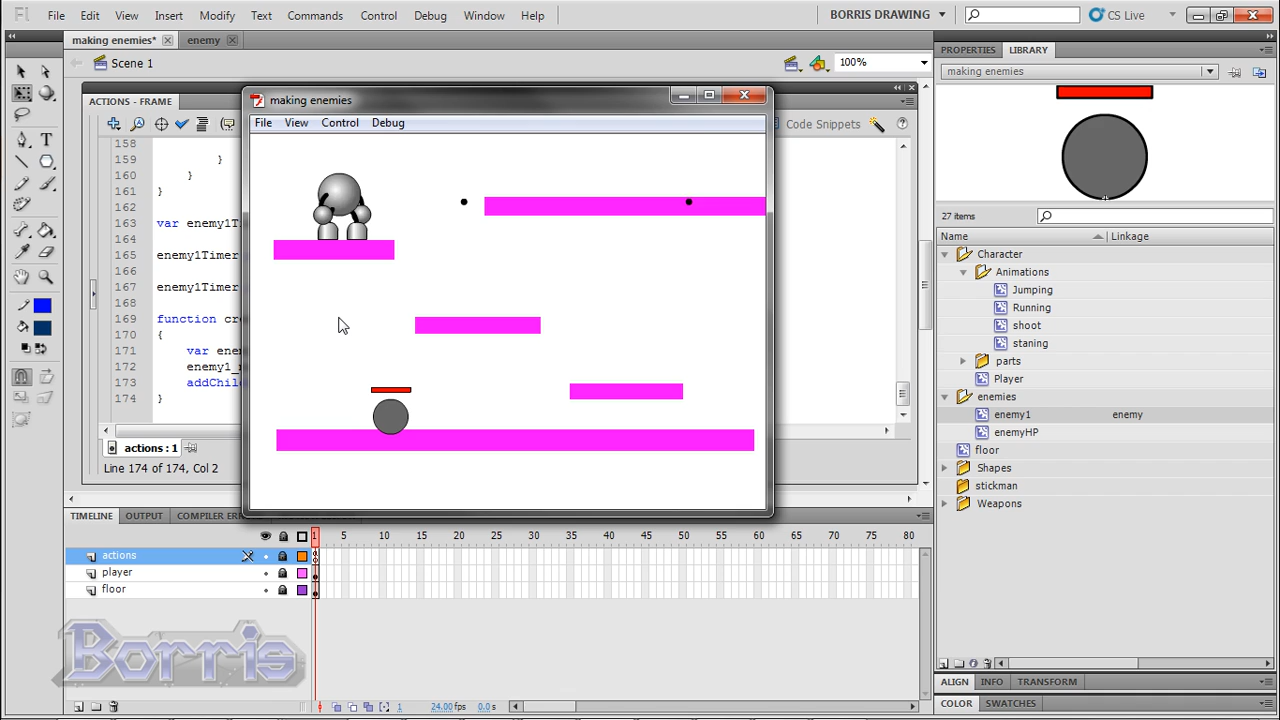 Fl File Edit View Insert Modify Text Commands Control Debug Window Help BORRIS DRAWING CS Live
making enemies* enemy
Scene 1 100%
ACTIONS - FRAME
Code Snippets
making enemies
File View Control Debug
158
159 }
160 }
161 }
162
163 var enemy1T
164
165 enemy1Timer
166
167 enemy1Timer
168
169 function cre
170 {
171 var ene
172 enemy1_
173 addChil
174 }
actions : 1
Line 174 of 174, Col 2
TIMELINE OUTPUT COMPILER ER
1 5 10 15 20 25 30 35 40 45 50 55 60 65 70 75 80
actions
player
floor
Borris
1 24.00 fps 0.0 s
PROPERTIES LIBRARY
making enemies
27 items
Name Linkage
Character
Animations
Jumping
Running
shoot
staning
parts
Player
enemies
enemy1 enemy
enemyHP
floor
Shapes
stickman
Weapons
ALIGN INFO TRANSFORM
COLOR SWATCHES